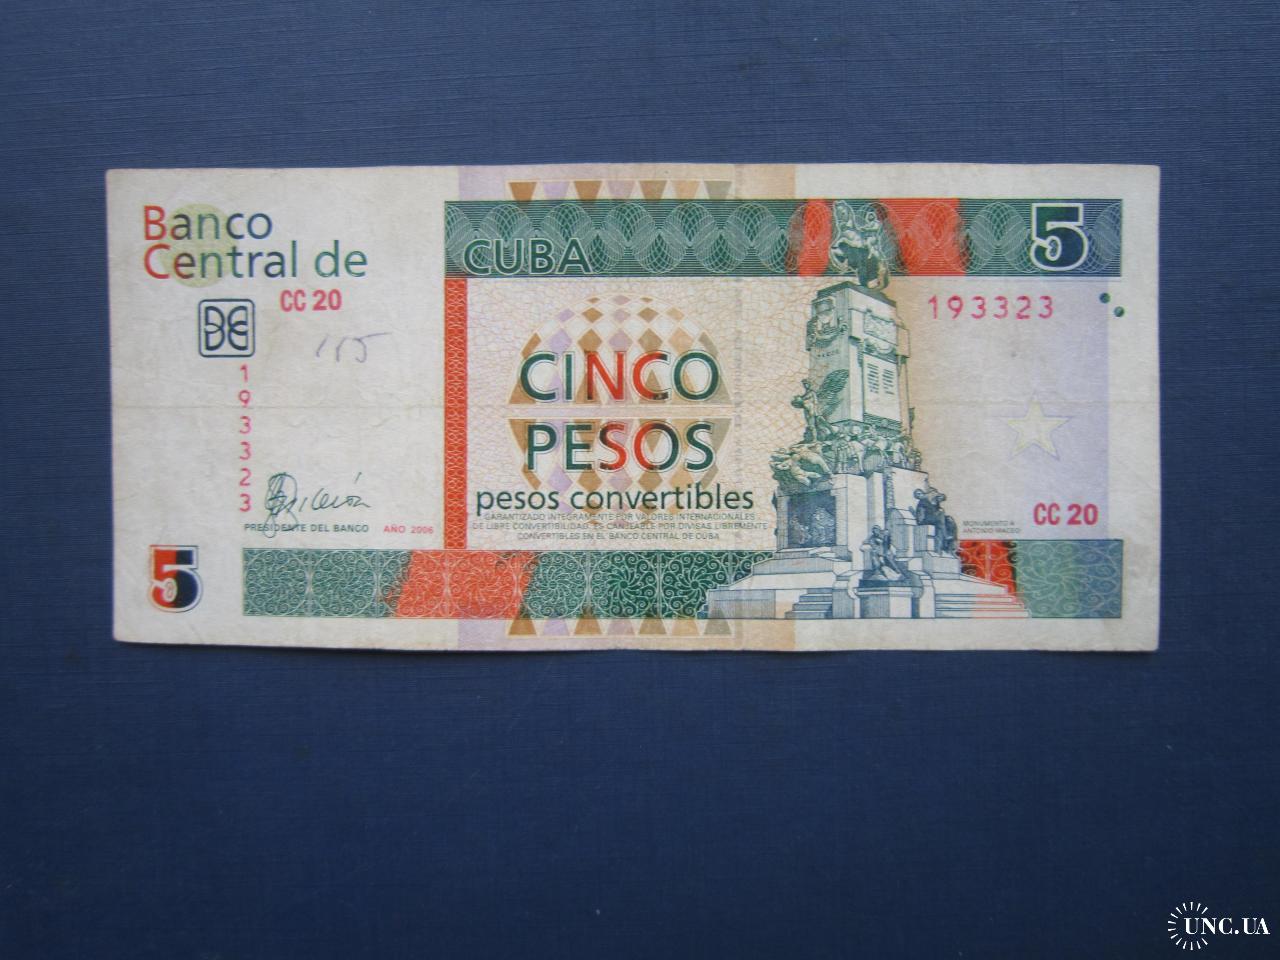 Banco
Central de
CUBA
5
CC 20
193323
115
CINCO
PESOS
pesos convertibles
GARANTIZADO INTEGRAMENTE POR VALORES INTERNACIONALES
DE LIBRE CONVERTIBILIDAD, ES CANJEABLE POR DIVISAS LIBREMENTE
CONVERTIBLES EN EL BANCO CENTRAL DE CUBA
1
9
3
3
2
3
PRESIDENTE DEL BANCO AÑO 2006
MONUMENTO A
ANTONIO MACEO
CC 20
5
UNC.UA